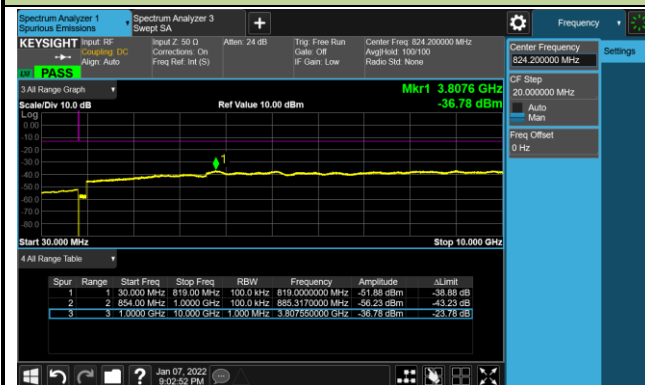 Spectrum Analyzer 1
Spurious Emissions
Spectrum Analyzer 3
Swept SA
Frequency
KEYSIGHT
Input: RF
Coupling: DC
Align: Auto
Input Z: 50 Ω
Corrections: On
Freq Ref: Int (S)
Atten: 24 dB
Trig: Free Run
Gate: Off
IF Gain: Low
Center Freq: 824.200000 MHz
Avg|Hold: 100/100
Radio Std: None
PASS
Center Frequency
824.200000 MHz
Settings
CF Step
20.000000 MHz
Auto
Man
Freq Offset
0 Hz
3 All Range Graph
Mkr1 3.8076 GHz
Scale/Div 10.0 dB
Ref Value 10.00 dBm
-36.78 dBm
Log
0.00
-10.0
-20.0
-30.0
-40.0
-50.0
-60.0
-70.0
-80.0
1
Start 30.000 MHz
Stop 10.000 GHz
4 All Range Table
Spur Range Start Freq Stop Freq RBW Frequency Amplitude ΔLimit
1 1 30.000 MHz 819.00 MHz 100.0 kHz 819.0000000 MHz -51.88 dBm -38.88 dB
2 2 854.00 MHz 1.0000 GHz 100.0 kHz 885.3170000 MHz -56.23 dBm -43.23 dB
3 3 1.0000 GHz 10.000 GHz 1.000 MHz 3.807550000 GHz -36.78 dBm -23.78 dB
Jan 07, 2022
9:02:52 PM